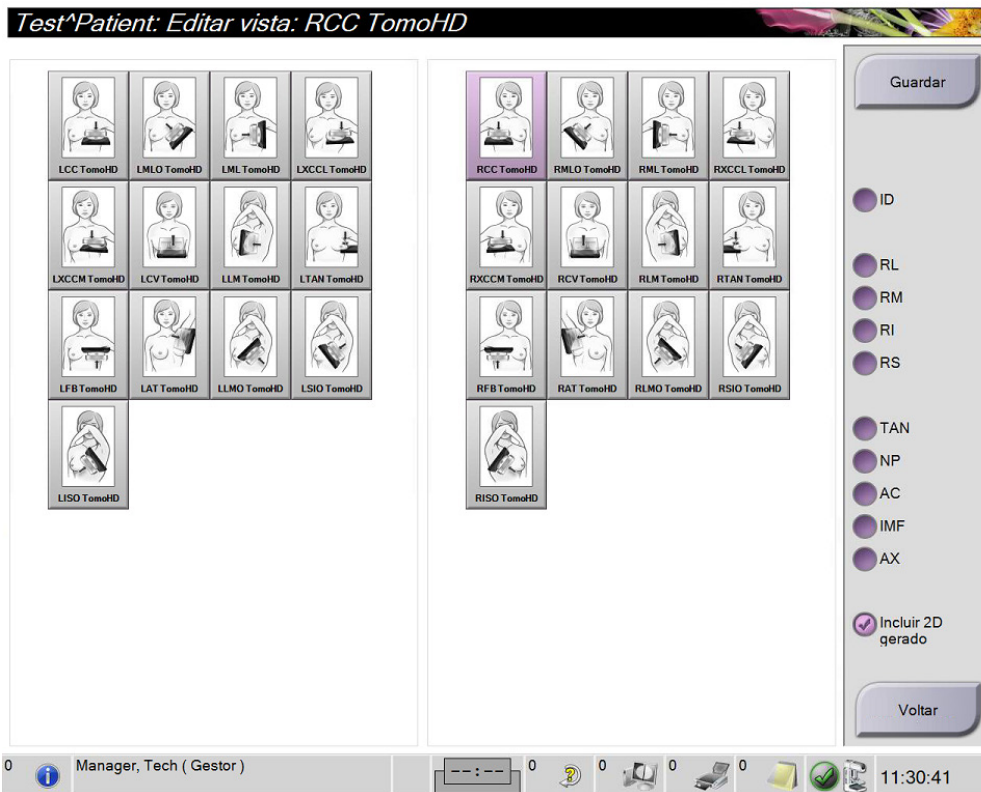 Test^Patient: Editar vista: RCC TomoHD
LCC TomoHD
LMLO TomoHD
LML TomoHD
LXCCL TomoHD
LXCCM TomoHD
LCV TomoHD
LLM TomoHD
LTAN TomoHD
LFB TomoHD
LAT TomoHD
LLMO TomoHD
LSIO TomoHD
LISO TomoHD
RCC TomoHD
RMLO TomoHD
RML TomoHD
RXCCL TomoHD
RXCCM TomoHD
RCV TomoHD
RLM TomoHD
RTAN TomoHD
RFB TomoHD
RAT TomoHD
RLMO TomoHD
RSIO TomoHD
RISO TomoHD
Guardar
ID
RL
RM
RI
RS
TAN
NP
AC
IMF
AX
Incluir 2D
gerado
Voltar
0
Manager, Tech ( Gestor )
--:--
0
0
0
0
11:30:41